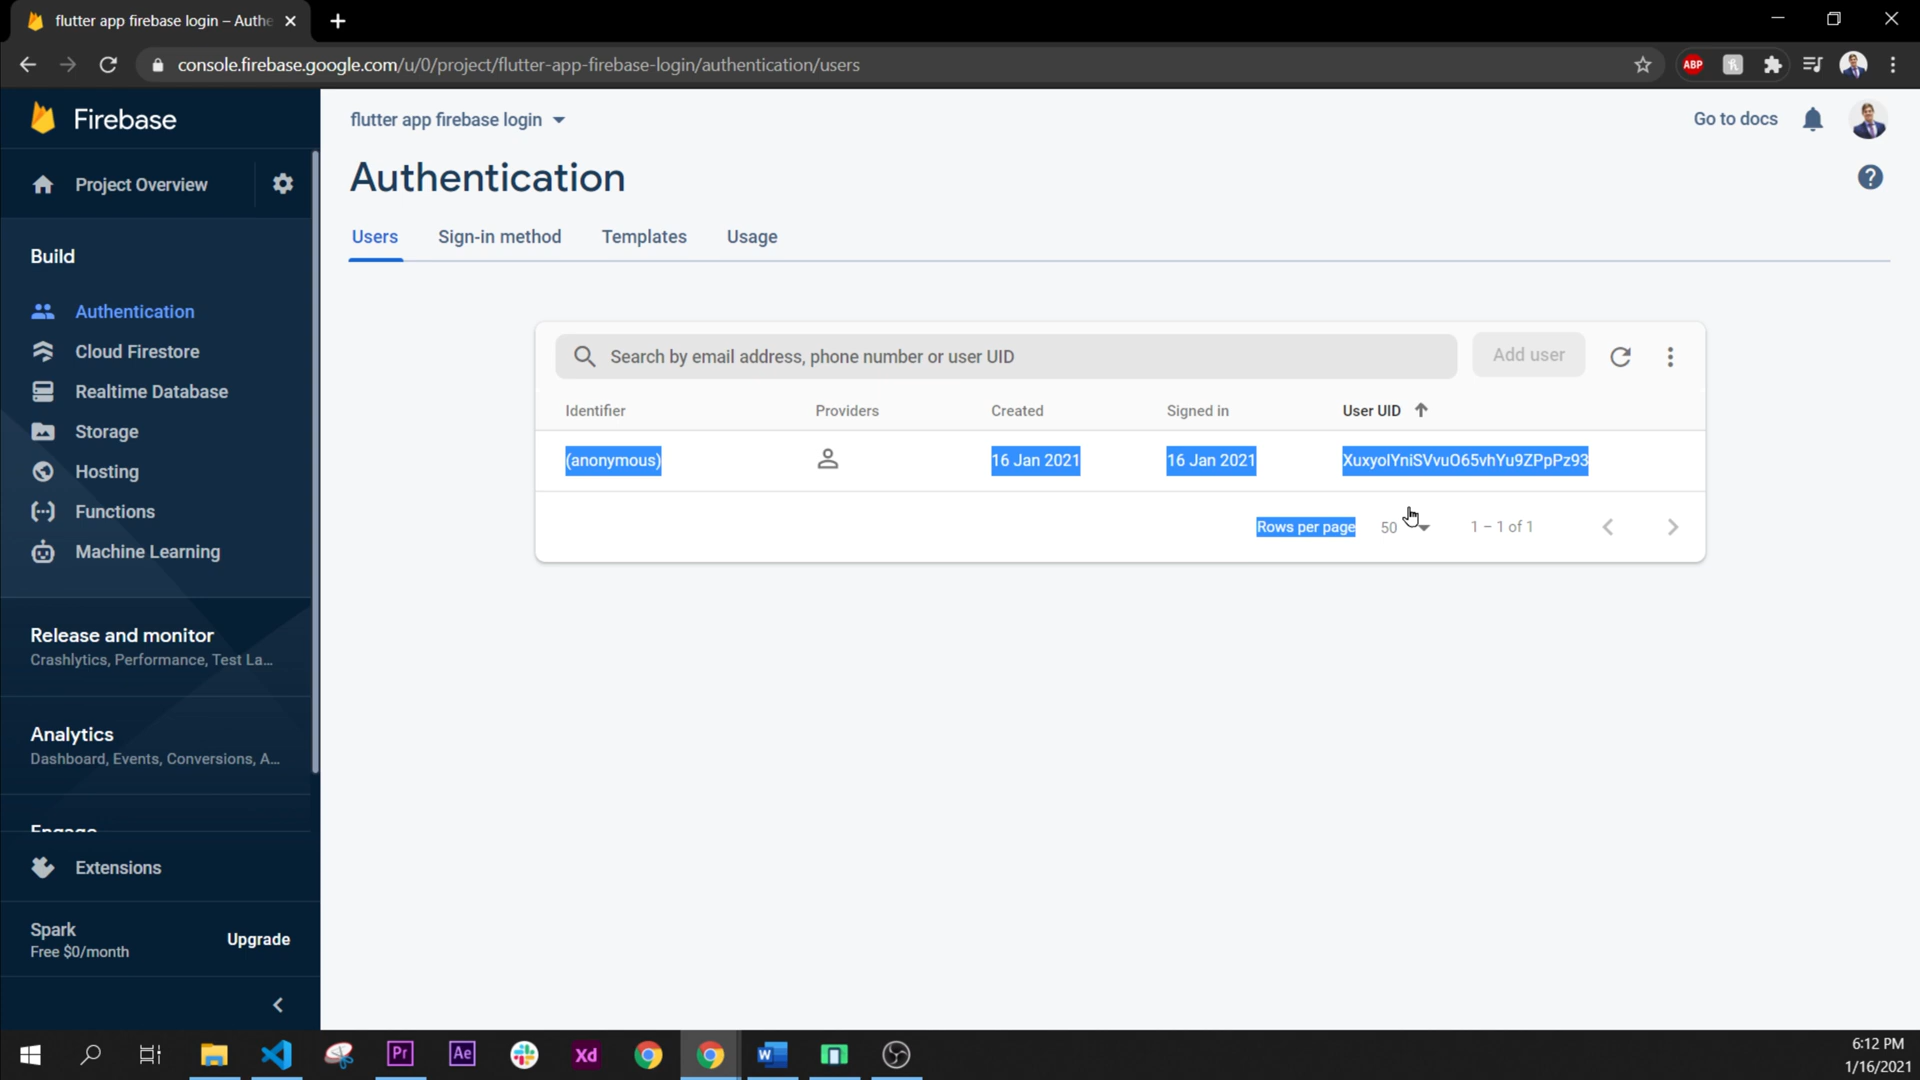 flutter app firebase login – Authe
console.firebase.google.com/u/0/project/flutter-app-firebase-login/authentication/users
ABP
Firebase
flutter app firebase login
Go to docs
Project Overview
Authentication
Users Sign-in method Templates Usage
Build
Authentication
Cloud Firestore
Realtime Database
Storage
Hosting
Functions
Machine Learning
Search by email address, phone number or user UID
Add user
Identifier Providers Created Signed in User UID
(anonymous) 16 Jan 2021 16 Jan 2021 XuxyolYniSVvuO65vhYu9ZPpPz93
Rows per page 50 1 – 1 of 1
Release and monitor
Crashlytics, Performance, Test La...
Analytics
Dashboard, Events, Conversions, A...
Engage
Extensions
Spark
Free $0/month
Upgrade
Pr
Ae
Xd
6:12 PM
1/16/2021